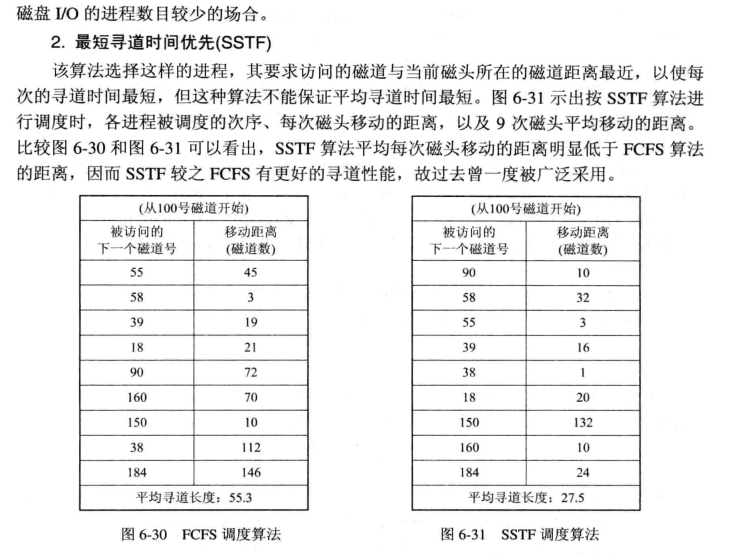 磁盘 I/O 的进程数目较少的场合。
2. 最短寻道时间优先(SSTF)
该算法选择这样的进程，其要求访问的磁道与当前磁头所在的磁道距离最近，以使每
次的寻道时间最短，但这种算法不能保证平均寻道时间最短。图 6-31 示出按 SSTF 算法进
行调度时，各进程被调度的次序、每次磁头移动的距离，以及 9 次磁头平均移动的距离。
比较图 6-30 和图 6-31 可以看出，SSTF 算法平均每次磁头移动的距离明显低于 FCFS 算法
的距离，因而 SSTF 较之 FCFS 有更好的寻道性能，故过去曾一度被广泛采用。
(从100号磁道开始)
被访问的 移动距离
下一个磁道号 (磁道数)
55 45
58 3
39 19
18 21
90 72
160 70
150 10
38 112
184 146
平均寻道长度：55.3
图 6-30 FCFS 调度算法
(从100号磁道开始)
被访问的 移动距离
下一个磁道号 (磁道数)
90 10
58 32
55 3
39 16
38 1
18 20
150 132
160 10
184 24
平均寻道长度：27.5
图 6-31 SSTF 调度算法